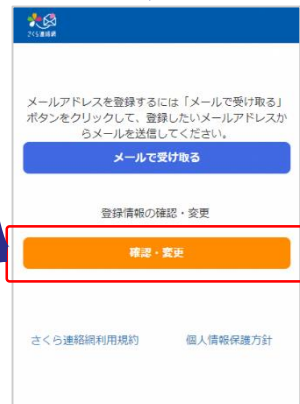 さくら連絡網
メールアドレスを登録するには「メールで受け取る」
ボタンをクリックして、登録したいメールアドレスか
らメールを送信してください。
メールで受け取る
登録情報の確認・変更
確認・変更
さくら連絡網利用規約 個人情報保護方針